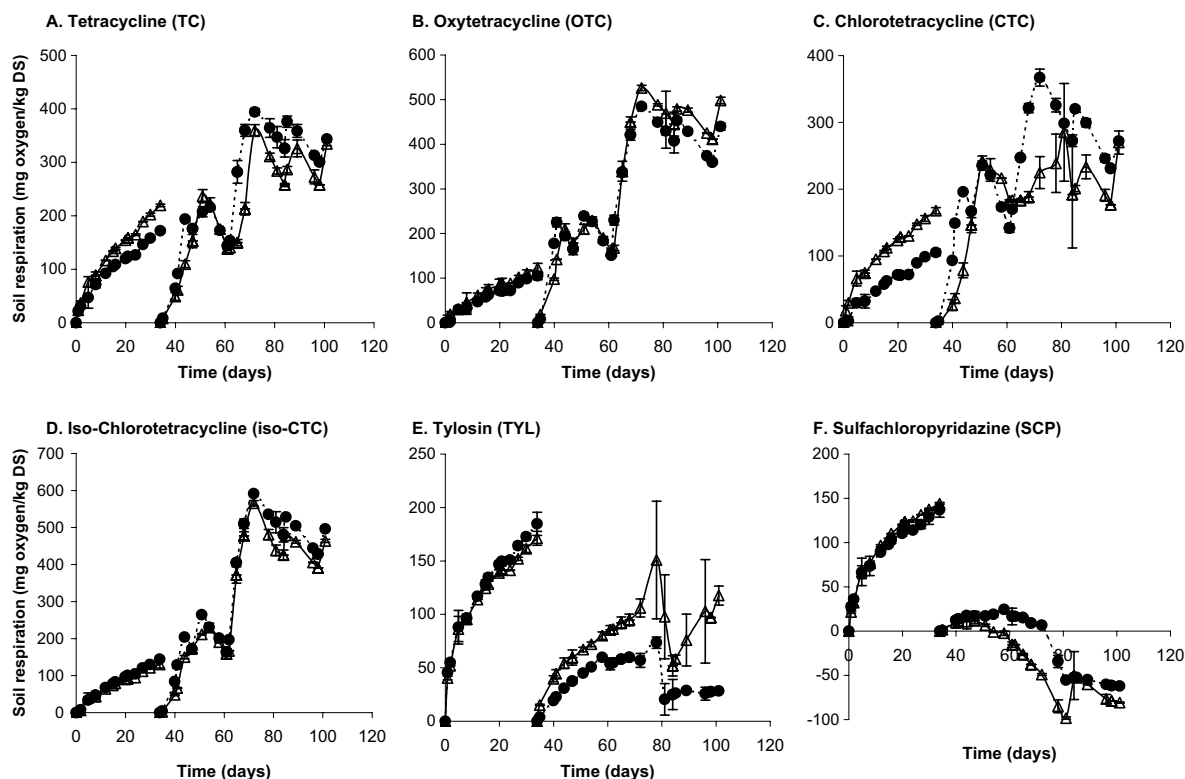 A. Tetracycline (TC)
B. Oxytetracycline (OTC)
C. Chlorotetracycline (CTC)
Soil respiration (mg oxygen/kg DS)
500
400
300
200
100
0
0 20 40 60 80 100 120
Time (days)
600
500
400
300
200
100
0
0 20 40 60 80 100 120
Time (days)
400
300
200
100
0
0 20 40 60 80 100 120
Time (days)
D. Iso-Chlorotetracycline (iso-CTC)
E. Tylosin (TYL)
F. Sulfachloropyridazine (SCP)
Soil respiration (mg oxygen/kg DS)
700
600
500
400
300
200
100
0
0 20 40 60 80 100 120
Time (days)
250
200
150
100
50
0
0 20 40 60 80 100 120
Time (days)
200
150
100
50
0
-50
-100
0 20 40 60 80 100 120
Time (days)